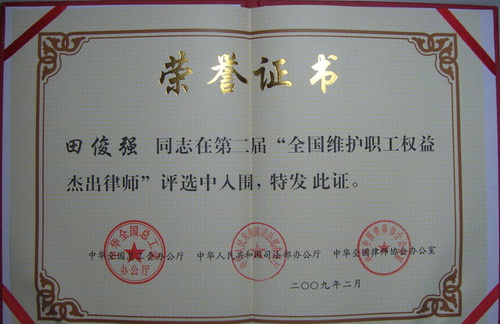 荣誉证书
田俊强 同志在第二届“全国维护职工权益
杰出律师”评选中入围,特发此证。
中华全国总工会办公厅 中华人民共和国司法部办公厅 中华全国律师协会办公室
二〇〇九年二月